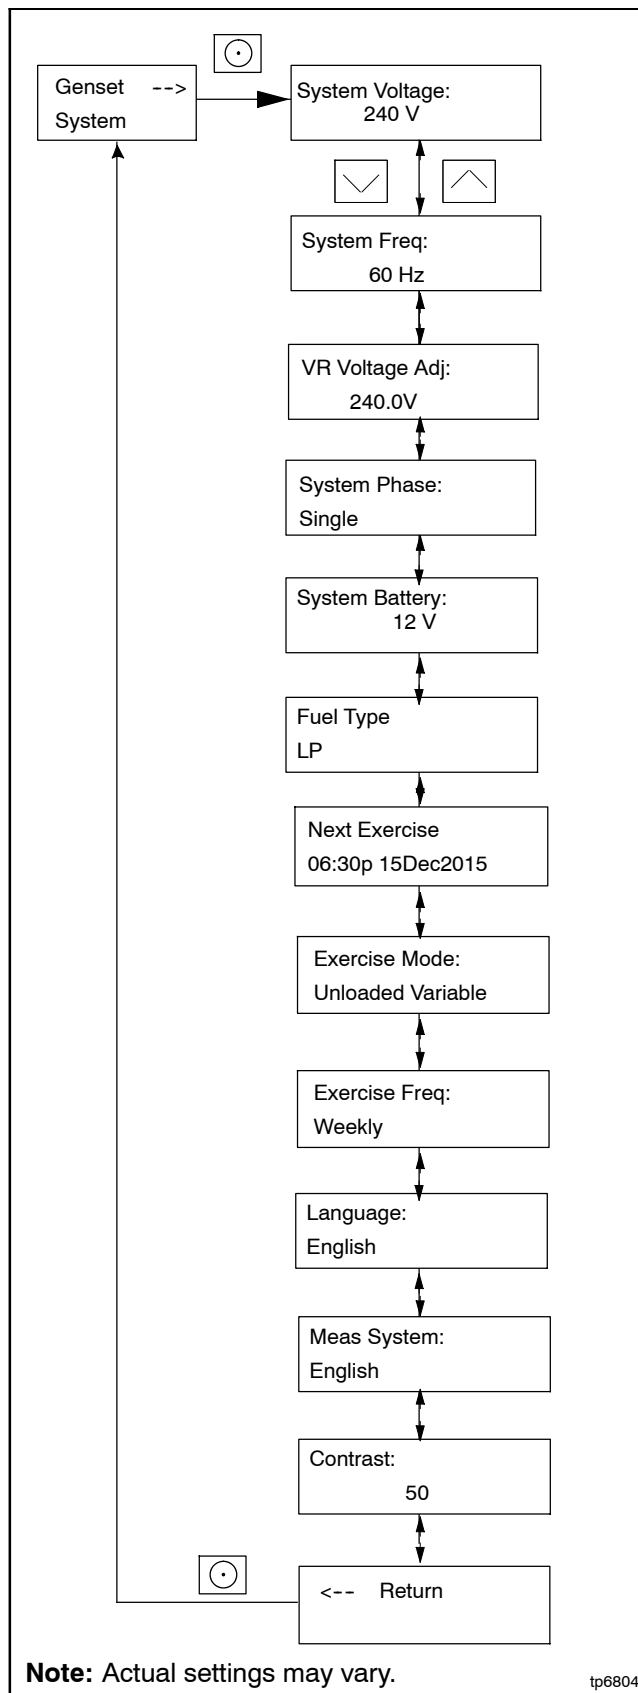 Genset -->
System
System Voltage:
240 V
System Freq:
60 Hz
VR Voltage Adj:
240.0V
System Phase:
Single
System Battery:
12 V
Fuel Type
LP
Next Exercise
06:30p 15Dec2015
Exercise Mode:
Unloaded Variable
Exercise Freq:
Weekly
Language:
English
Meas System:
English
Contrast:
50
<-- Return
Note: Actual settings may vary.
tp6804